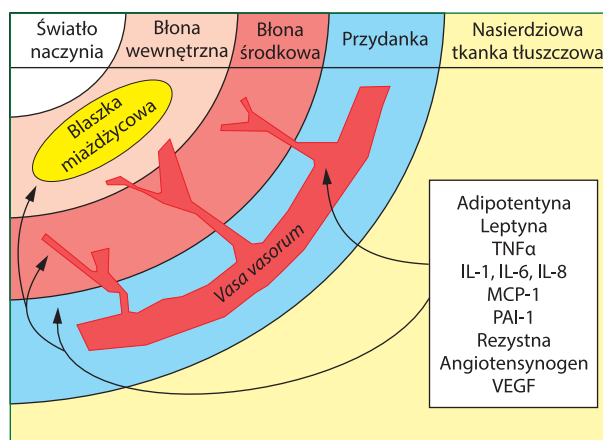 Światło
naczynia
Błona
wewnętrzna
Błona
środkowa
Przydanka
Nasierdziowa
tkanka tłuszczowa
Blaszka
miażdżycowa
Vasa vasorum
Adipotentyna
Leptyna
TNFα
IL-1, IL-6, IL-8
MCP-1
PAI-1
Rezystna
Angiotensynogen
VEGF